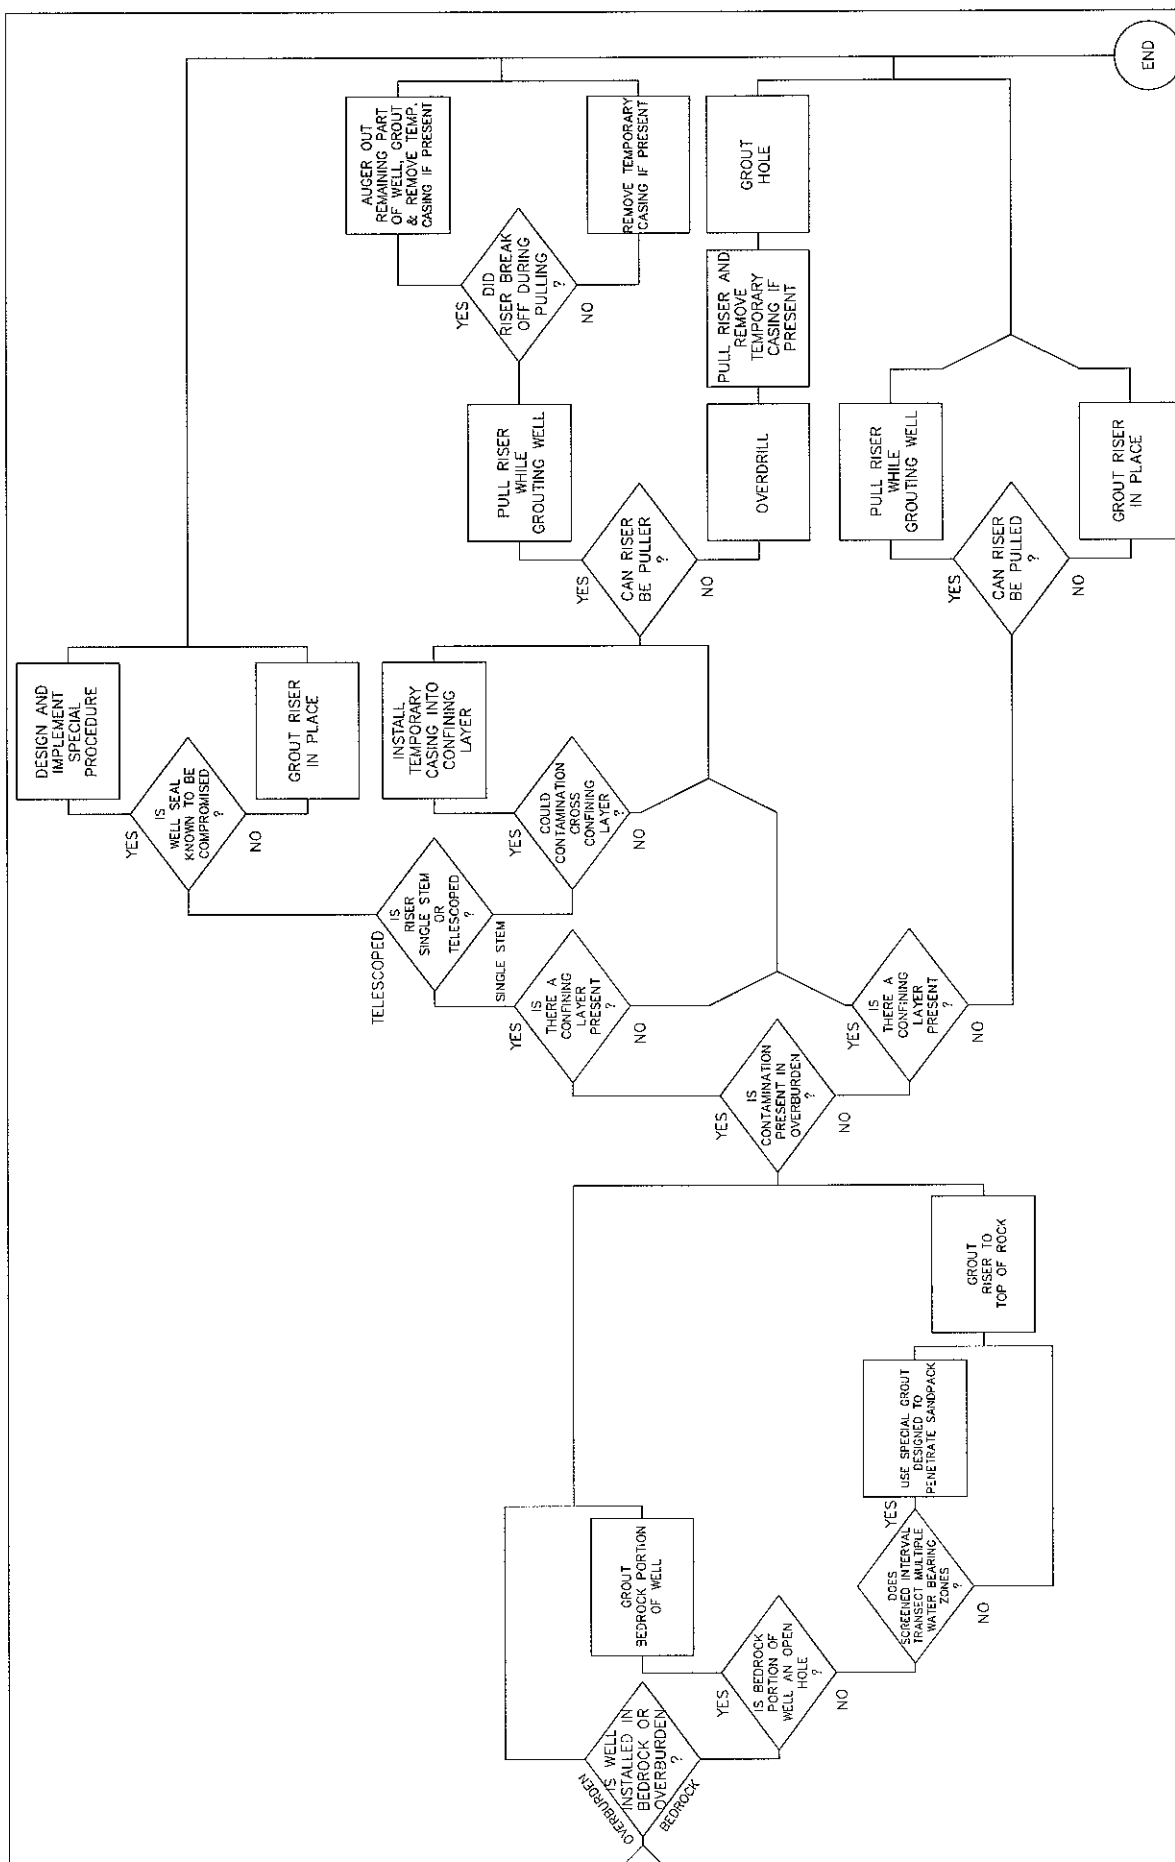 OVERBURDEN
IS WELL
INSTALLED IN
BEDROCK OR
OVERBURDEN
?
BEDROCK
YES
IS BEDROCK
PORTION OF
WELL AN OPEN
HOLE
?
NO
GROUT
BEDROCK PORTION
OF WELL
DOES
SCREENED INTERVAL
TRANSECT MULTIPLE
WATER BEARING
ZONES
?
YES
NO
USE SPECIAL GROUT
DESIGNED TO
PENETRATE SANDPACK
GROUT
RISER TO
TOP OF ROCK
YES
IS
CONTAMINATION
PRESENT IN
OVERBURDEN
?
NO
YES
IS
THERE A
CONFINING
LAYER
PRESENT
?
NO
YES
IS
THERE A
CONFINING
LAYER
PRESENT
?
NO
TELESCOPED
IS
RISER
SINGLE STEM
OR
TELESCOPED
?
SINGLE STEM
YES
IS
WELL SEAL
KNOWN TO BE
COMPROMISED
?
NO
DESIGN AND
IMPLEMENT
SPECIAL
PROCEDURE
GROUT RISER
IN PLACE
YES
COULD
CONTAMINATION
CROSS
CONFINING
LAYER
?
NO
INSTALL
TEMPORARY
CASING INTO
CONFINING
LAYER
YES
CAN RISER
BE PULLER
?
NO
PULL RISER
WHILE
GROUTING WELL
OVERDRILL
YES
DID
RISER BREAK
OFF DURING
PULLING
?
NO
AUGER OUT
REMAINING PART
OF WELL, GROUT
& REMOVE TEMP.
CASING IF PRESENT
REMOVE TEMPORARY
CASING IF PRESENT
PULL RISER AND
REMOVE
TEMPORARY
CASING IF
PRESENT
GROUT
HOLE
YES
CAN RISER
BE PULLED
?
NO
PULL RISER
WHILE
GROUTING WELL
GROUT RISER
IN PLACE
END